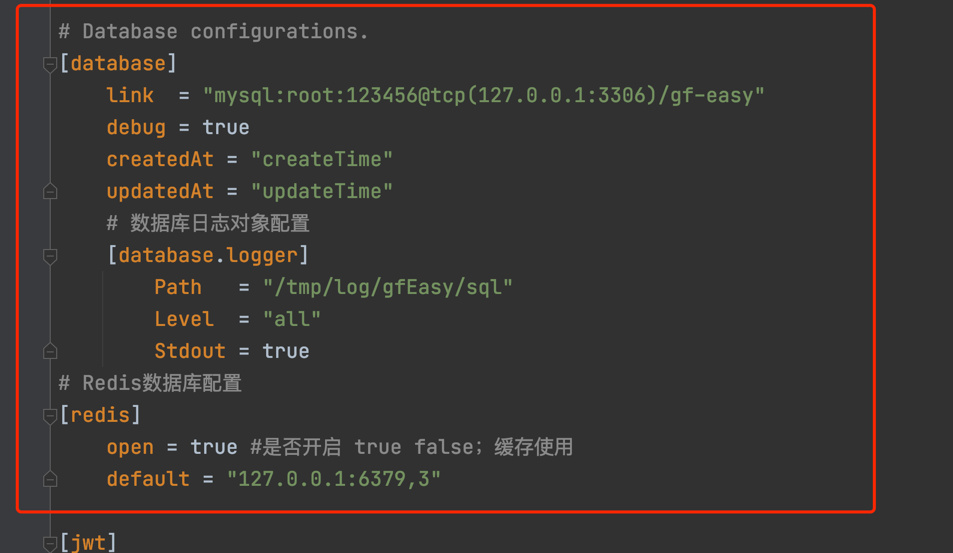 # Database configurations.
[database]
link = "mysql:root:123456@tcp(127.0.0.1:3306)/gf-easy"
debug = true
createdAt = "createTime"
updatedAt = "updateTime"
# 数据库日志对象配置
[database.logger]
Path = "/tmp/log/gfEasy/sql"
Level = "all"
Stdout = true
# Redis数据库配置
[redis]
open = true #是否开启 true false；缓存使用
default = "127.0.0.1:6379,3"
[jwt]